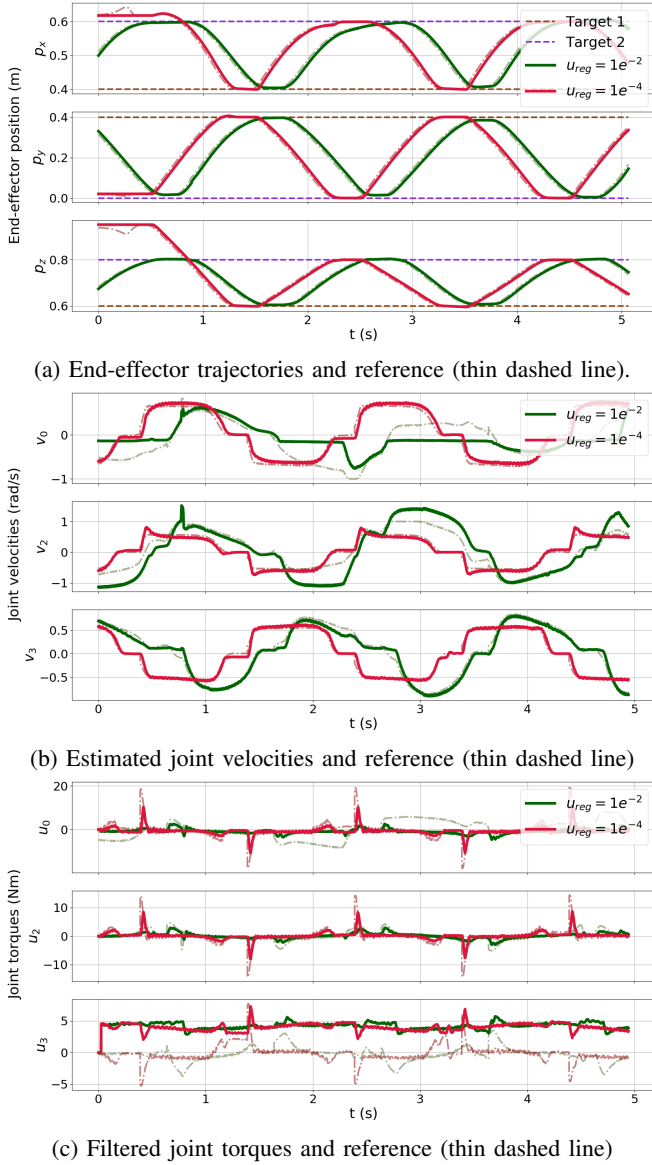 End-effector position (m)
p_x
0.6
0.4
Target 1
Target 2
u_reg = 1e^-2
u_reg = 1e^-4
p_y
0.4
0.2
0.0
p_z
0.8
0.6
0 1 2 3 4 5
t (s)
(a) End-effector trajectories and reference (thin dashed line).
Joint velocities (rad/s)
v_0
0
−1
u_reg = 1e^-2
u_reg = 1e^-4
v_2
1
0
−1
v_3
0.5
0.0
−0.5
0 1 2 3 4 5
t (s)
(b) Estimated joint velocities and reference (thin dashed line)
Joint torques (Nm)
u_0
20
0
u_reg = 1e^-2
u_reg = 1e^-4
u_2
10
0
−10
u_3
5
0
−5
0 1 2 3 4 5
t (s)
(c) Filtered joint torques and reference (thin dashed line)